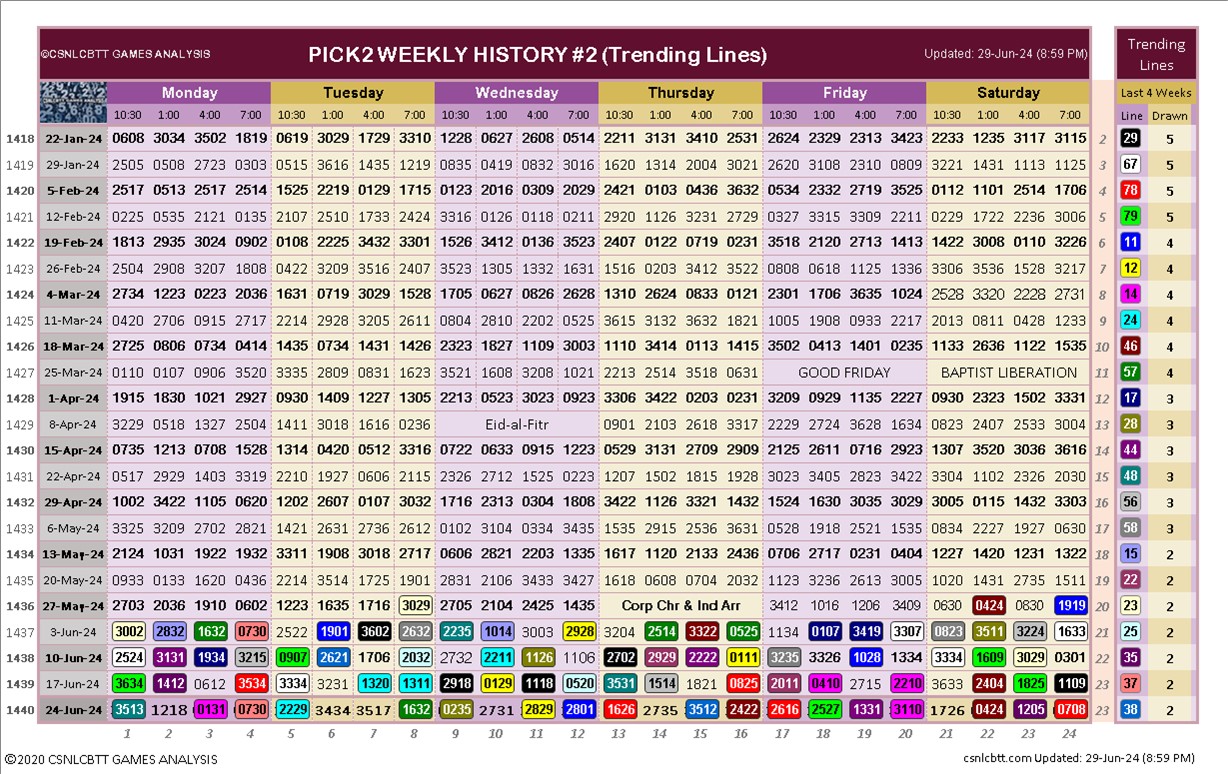 ©CSNLCBTT GAMES ANALYSIS PICK2 WEEKLY HISTORY #2 (Trending Lines) Updated: 29-Jun-24 (8:59 PM) Trending Lines
Monday Tuesday Wednesday Thursday Friday Saturday Last 4 Weeks
10:30 1:00 4:00 7:00 10:30 1:00 4:00 7:00 10:30 1:00 4:00 7:00 10:30 1:00 4:00 7:00 10:30 1:00 4:00 7:00 10:30 1:00 4:00 7:00 Line Drawn
1418 22-Jan-24 0608 3034 3502 1819 0619 3029 1729 3310 1228 0627 2608 0514 2211 3131 3410 2531 2624 2329 2313 3423 2233 1235 3117 3115 2 29 5
1419 29-Jan-24 2505 0508 2723 0303 0515 3616 1435 1219 0835 0419 0832 3016 1620 1314 2004 3021 2620 3108 2110 0809 3221 1431 1113 1125 3 67 5
1420 5-Feb-24 2517 0513 2517 2514 1525 2219 0129 1715 0123 2016 0309 2029 2421 0103 0436 3632 0534 2332 2719 3525 0112 1101 2514 1706 4 78 5
1421 12-Feb-24 0225 0535 2121 0135 2107 2510 1733 2424 3316 0126 0118 0211 2920 1126 3231 2729 0327 3315 3309 2211 0229 1722 2236 3006 5 79 5
1422 19-Feb-24 1813 2935 3024 0902 0108 2225 3432 3301 1526 3412 0136 3523 2407 0122 0719 0231 3518 2120 2713 1413 1422 3008 0110 3226 6 11 4
1423 26-Feb-24 2504 2908 3207 1808 0422 3209 3516 2407 3523 1305 1332 1631 1516 0203 3412 3522 0808 0618 1125 1336 3306 3536 1528 3217 7 12 4
1424 4-Mar-24 2734 1223 0223 2036 1631 0719 3029 1523 1705 0627 0826 2628 1310 2624 0833 0121 2301 1706 3635 1024 2528 3320 2228 2731 8 14 4
1425 11-Mar-24 0420 2706 0915 2717 2214 2928 3205 2611 0804 2810 2202 0525 3615 3132 3632 1821 1005 1908 0933 2217 2013 0811 0428 1233 9 24 4
1426 18-Mar-24 2725 0806 0734 0414 1435 0734 1431 1426 2323 1827 1109 3003 1110 3414 0113 1415 3502 0413 1401 0235 1133 2636 1122 1535 10 46 4
1427 25-Mar-24 0110 0107 0906 3520 3335 2809 0831 1623 3521 1608 3208 1021 2213 2514 3518 0631 GOOD FRIDAY BAPTIST LIBERATION 11 57 4
1428 1-Apr-24 1915 1830 1021 2927 0930 1409 1227 1305 2213 0523 3023 0923 3306 3422 0203 0231 3209 0929 1135 2227 0930 2323 1502 3331 12 17 3
1429 8-Apr-24 3229 0518 1327 2504 1411 3018 1616 0236 Eid-al-Fitr 0901 2103 2618 3317 2229 2724 3628 1634 0823 2407 2533 3004 13 28 3
1430 15-Apr-24 0735 1213 0708 1528 1314 0420 0512 3310 0722 0633 0915 1223 0529 3131 2709 2909 2125 2611 0716 2923 1307 3520 3036 3616 14 44 3
1431 22-Apr-24 0517 2929 1403 3319 2210 1927 0606 2115 2326 2712 1525 0223 1207 1502 1815 1928 3023 3405 2823 3422 3304 1102 2326 2030 15 48 3
1432 29-Apr-24 1002 3422 1105 0620 1202 2607 0107 3032 1716 2313 0304 1808 3422 1126 3321 1432 1524 1630 3035 3029 3005 0115 1432 3303 16 56 3
1433 6-May-24 3325 3209 2702 2821 1421 2631 2736 2612 0102 3104 0334 3435 1535 2915 2536 3631 0528 1918 2521 1535 0834 2227 1927 0630 17 58 3
1434 13-May-24 2124 1031 1922 1932 3311 1908 3018 2717 0606 2821 2203 1335 1617 1120 2133 2436 0706 2717 0231 0404 1227 1420 1231 1322 18 15 2
1435 20-May-24 0933 0133 1620 0436 2214 3514 1725 1901 2831 2106 3433 3427 1618 0608 0704 2032 1123 3236 2613 3005 1020 1431 2735 1511 19 22 2
1436 27-May-24 2703 2036 1910 0602 1223 1635 1716 3029 2705 2104 2425 1435 Corp Chr & Ind Arr 3412 1016 1206 3409 0630 0424 0830 1919 20 23 2
1437 3-Jun-24 3002 2832 1632 0730 2522 1901 3602 2632 2235 1014 3003 2928 3204 2514 3322 0525 1134 0107 3419 3307 0823 3511 3224 1633 21 25 2
1438 10-Jun-24 2524 3131 1934 3215 0907 2621 1706 2032 2732 2211 1126 1106 2702 2929 2222 0111 3235 3326 1028 1334 3334 1609 3029 0301 22 35 2
1439 17-Jun-24 3634 1412 0612 3534 3334 3231 1320 1311 2918 0129 1118 0520 3531 1514 1821 0825 2011 0410 2715 2210 3633 2404 1825 1109 23 37 2
1440 24-Jun-24 3513 1218 0131 0730 2229 3434 3517 1632 0235 2731 2829 2801 1626 2735 3512 2422 2616 2527 1331 3110 1726 0424 1205 0708 23 38 2
1 2 3 4 5 6 7 8 9 10 11 12 13 14 15 16 17 18 19 20 21 22 23 24
©2020 CSNLCBTT GAMES ANALYSIS csnlcbtt.com Updated: 29-Jun-24 (8:59 PM)